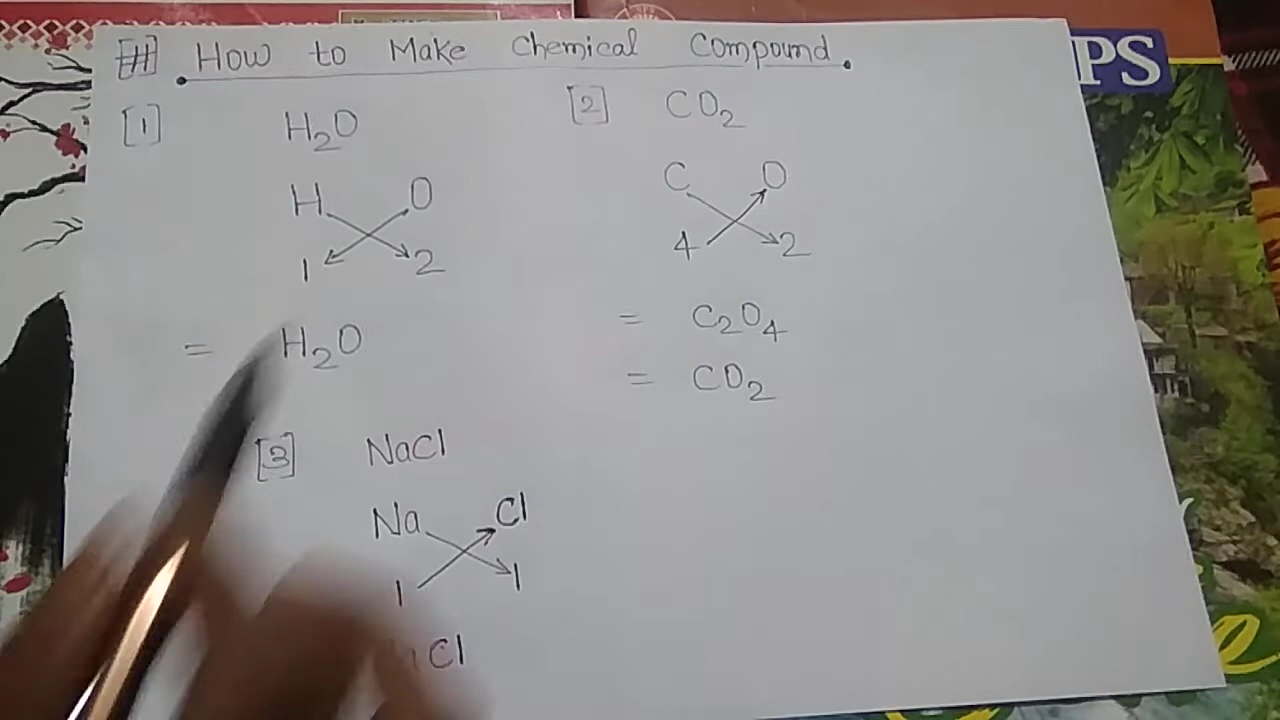 [#] How to Make Chemical Compound.
[1] H₂O
H O
1 2
= H₂O
[2] CO₂
C O
4 2
= C₂O₄
= CO₂
[3] NaCl
Na Cl
1 1
Cl
PS
e